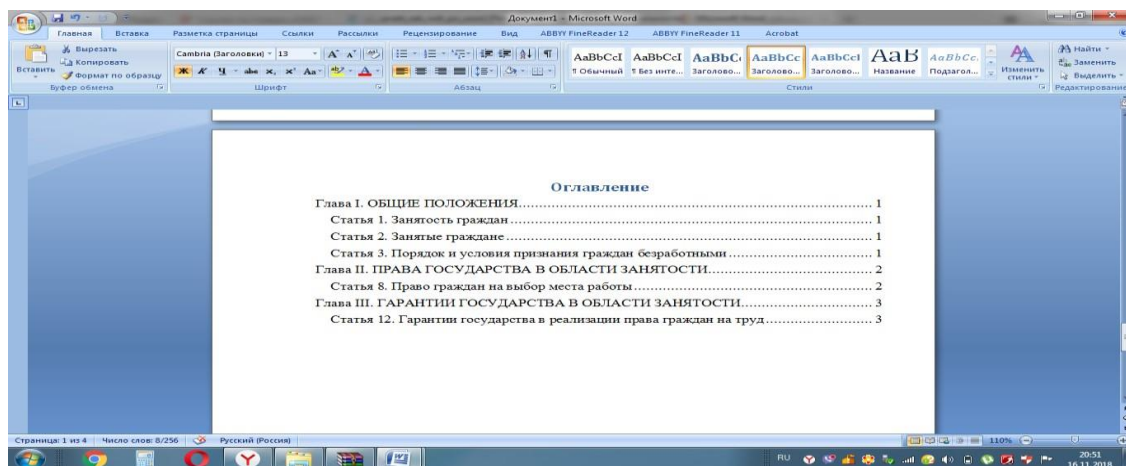 Документ1 - Microsoft Word
Главная Вставка Разметка страницы Ссылки Рассылки Рецензирование Вид ABBYY FineReader 12 ABBYY FineReader 11 Acrobat
Вставить
Вырезать
Копировать
Формат по образцу
Буфер обмена
Cambria (Заголовки) 13
Ж К Ч abc x, x² Aa
Шрифт
Абзац
AaBbCcI AaBbCcI AaBbC AaBbCc AaBbCcI АаВ AaBbCc.
¶ Обычный ¶ Без инте... Заголово... Заголово... Заголово... Название Подзагол...
Изменить стили
Стили
Найти
Заменить
Выделить
Редактирование
Оглавление
Глава I. ОБЩИЕ ПОЛОЖЕНИЯ 1
Статья 1. Занятость граждан 1
Статья 2. Занятые граждане 1
Статья 3. Порядок и условия признания граждан безработными 1
Глава II. ПРАВА ГОСУДАРСТВА В ОБЛАСТИ ЗАНЯТОСТИ 2
Статья 8. Право граждан на выбор места работы 2
Глава III. ГАРАНТИИ ГОСУДАРСТВА В ОБЛАСТИ ЗАНЯТОСТИ 3
Статья 12. Гарантии государства в реализации права граждан на труд 3
Страница: 1 из 4 Число слов: 8/256 Русский (Россия) 110%
RU 20:51
16.11.2018